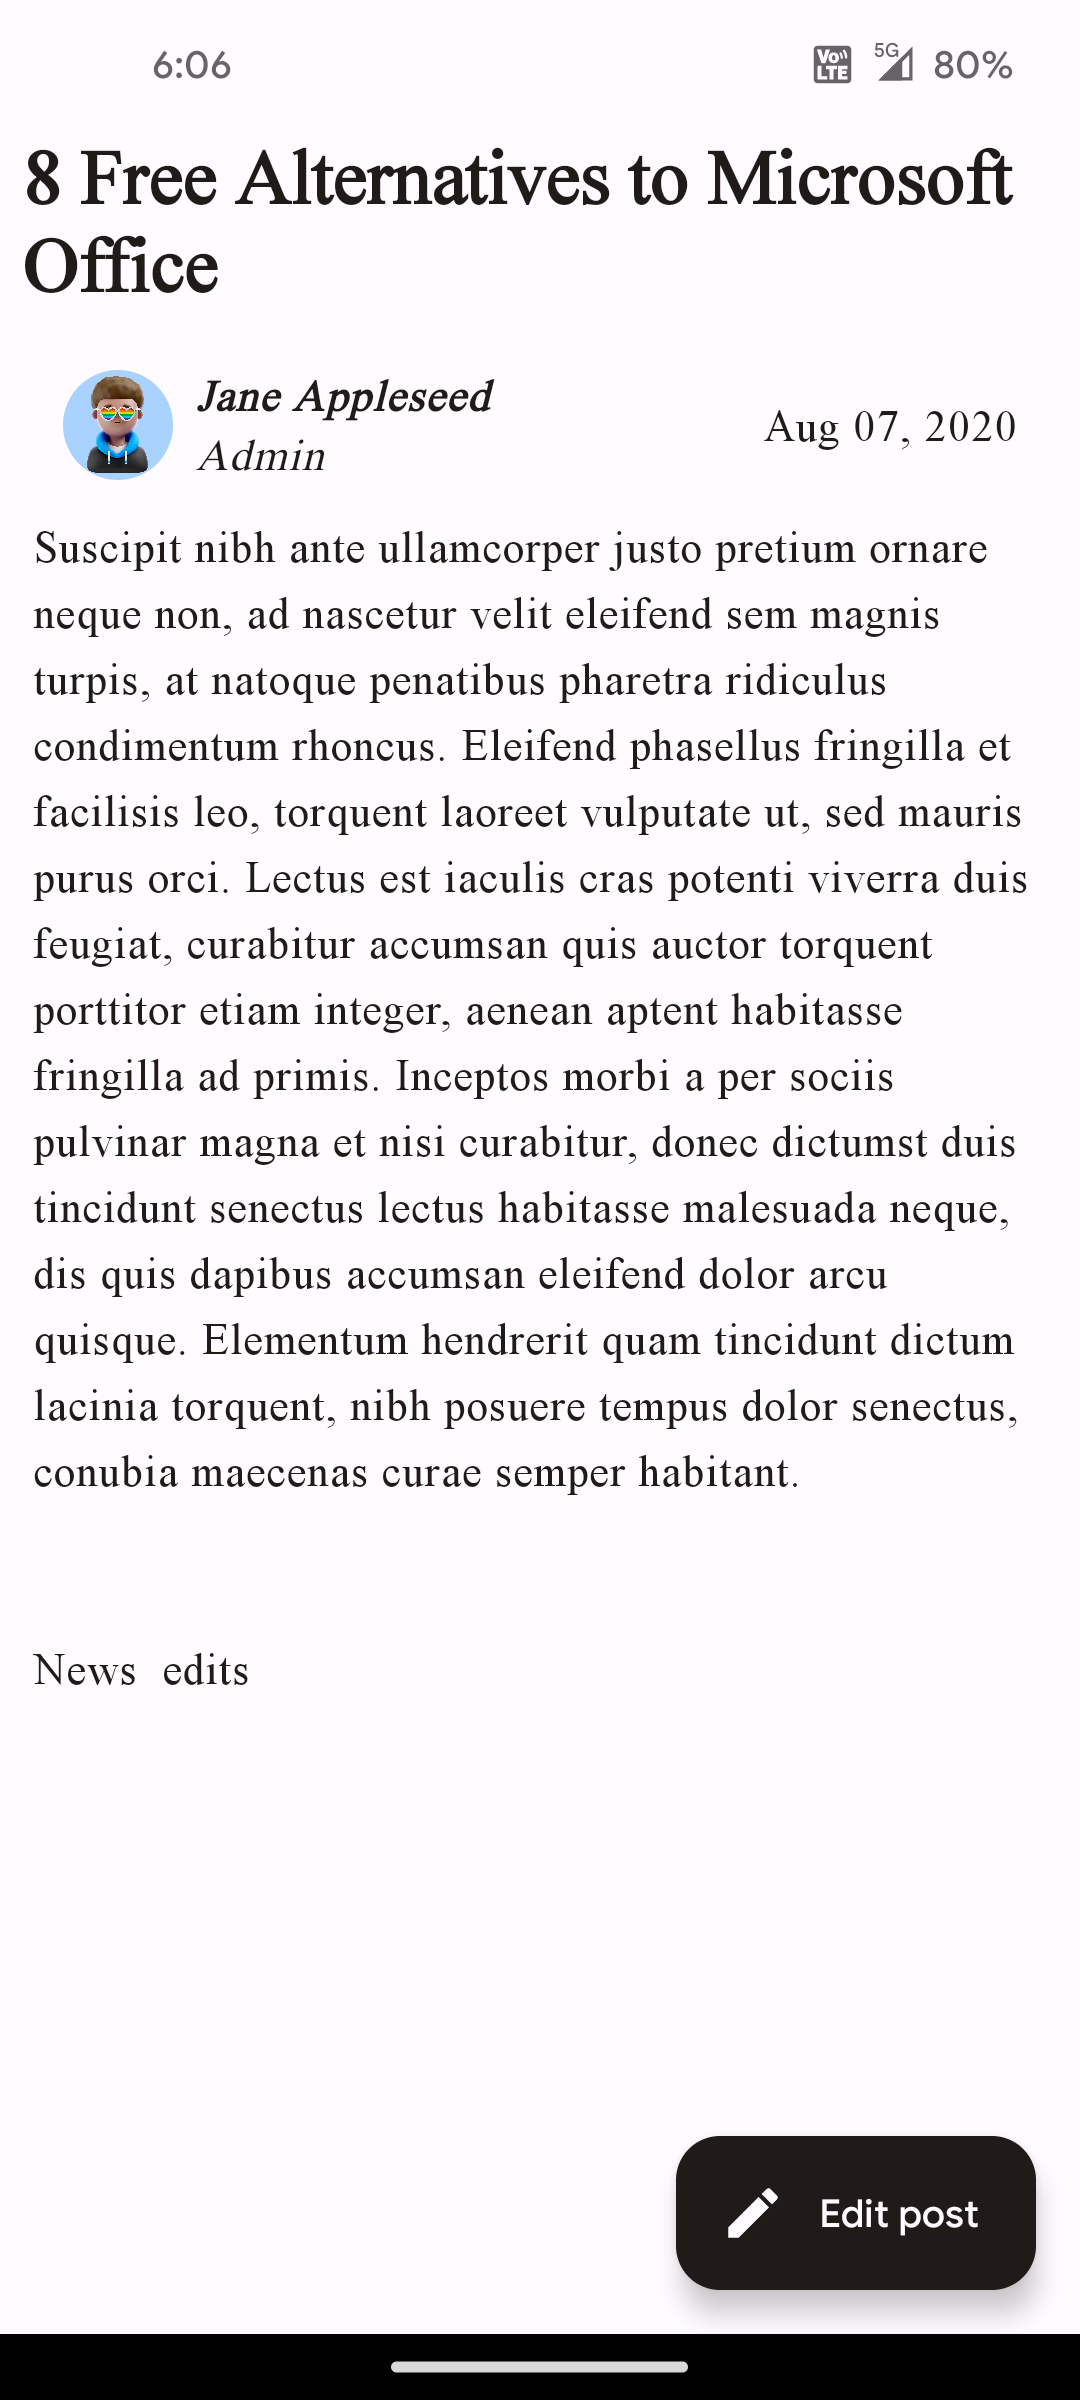 6:06
VoLTE 5G 80%
8 Free Alternatives to Microsoft
Office
Jane Appleseed
Admin
Aug 07, 2020
Suscipit nibh ante ullamcorper justo pretium ornare
neque non, ad nascetur velit eleifend sem magnis
turpis, at natoque penatibus pharetra ridiculus
condimentum rhoncus. Eleifend phasellus fringilla et
facilisis leo, torquent laoreet vulputate ut, sed mauris
purus orci. Lectus est iaculis cras potenti viverra duis
feugiat, curabitur accumsan quis auctor torquent
porttitor etiam integer, aenean aptent habitasse
fringilla ad primis. Inceptos morbi a per sociis
pulvinar magna et nisi curabitur, donec dictumst duis
tincidunt senectus lectus habitasse malesuada neque,
dis quis dapibus accumsan eleifend dolor arcu
quisque. Elementum hendrerit quam tincidunt dictum
lacinia torquent, nibh posuere tempus dolor senectus,
conubia maecenas curae semper habitant.
News edits
Edit post